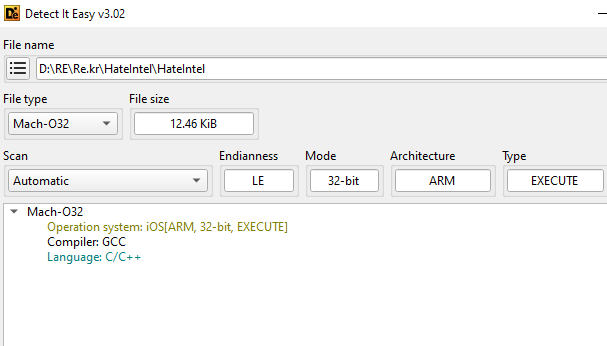 Detect It Easy v3.02
File name
D:\RE\Re.kr\HateIntel\HateIntel
File type File size
Mach-O32 12.46 KiB
Scan Endianness Mode Architecture Type
Automatic LE 32-bit ARM EXECUTE
Mach-O32
Operation system: iOS[ARM, 32-bit, EXECUTE]
Compiler: GCC
Language: C/C++